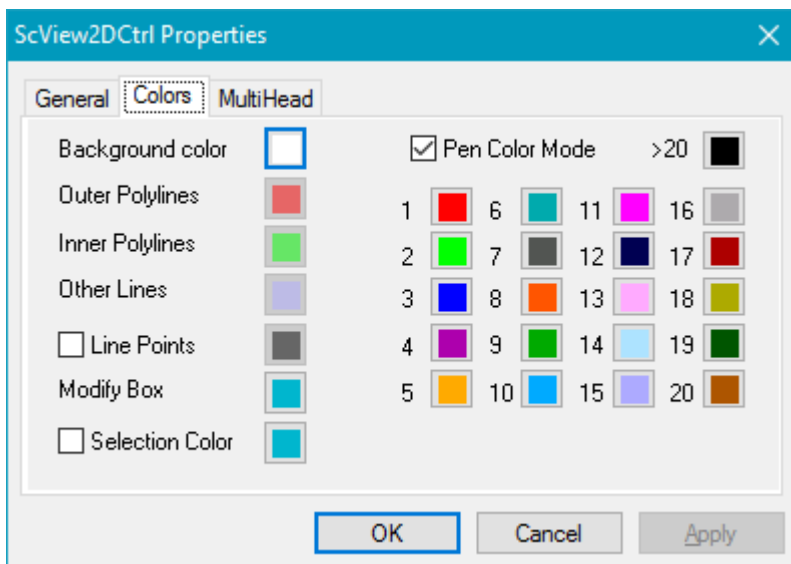 ScView2DCtrl Properties
General Colors MultiHead
Background color
Outer Polylines
Inner Polylines
Other Lines
Line Points
Modify Box
Selection Color
Pen Color Mode >20
1 6 11 16
2 7 12 17
3 8 13 18
4 9 14 19
5 10 15 20
OK Cancel Apply